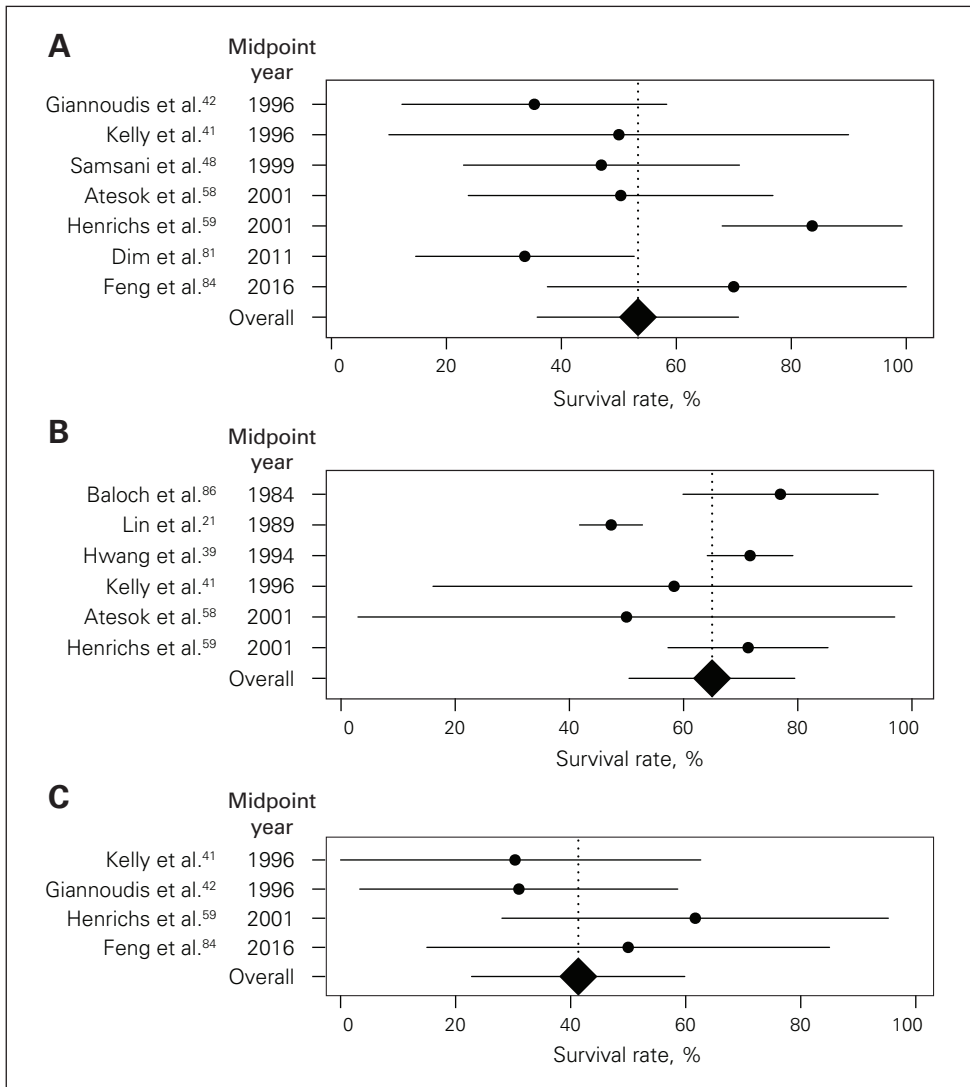 A
Midpoint
year
Giannoudis et al.⁴² 1996
Kelly et al.⁴¹ 1996
Samsani et al.⁴⁸ 1999
Atesok et al.⁵⁸ 2001
Henrichs et al.⁵⁹ 2001
Dim et al.⁸¹ 2011
Feng et al.⁸⁴ 2016
Overall
0 20 40 60 80 100
Survival rate, %
B
Midpoint
year
Baloch et al.⁸⁶ 1984
Lin et al.²¹ 1989
Hwang et al.³⁹ 1994
Kelly et al.⁴¹ 1996
Atesok et al.⁵⁸ 2001
Henrichs et al.⁵⁹ 2001
Overall
0 20 40 60 80 100
Survival rate, %
C
Midpoint
year
Kelly et al.⁴¹ 1996
Giannoudis et al.⁴² 1996
Henrichs et al.⁵⁹ 2001
Feng et al.⁸⁴ 2016
Overall
0 20 40 60 80 100
Survival rate, %